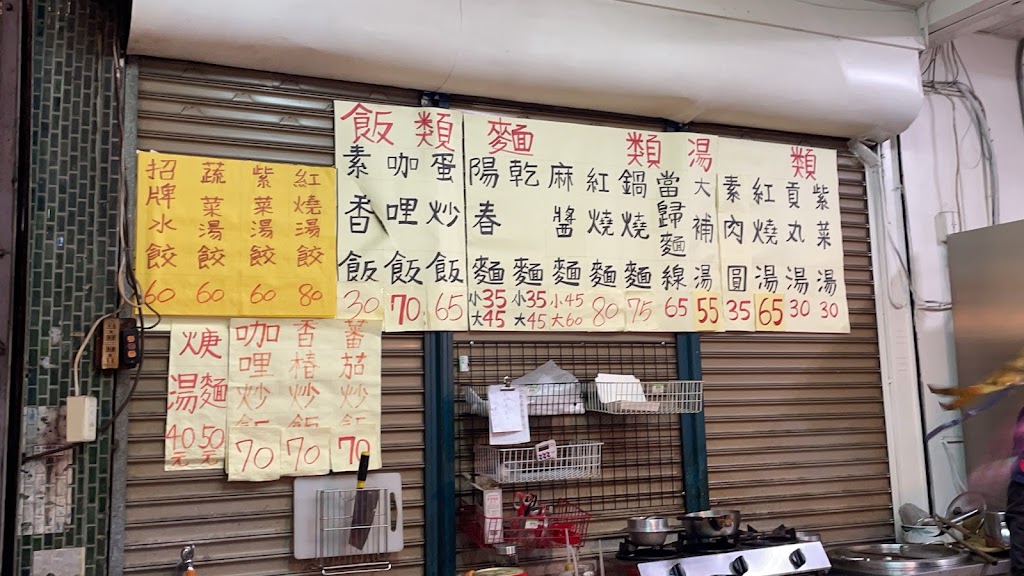 招牌水餃 60
蔬菜湯餃 60
紫菜湯餃 60
紅燒湯餃 80
飯類
素香飯 30
咖哩飯 70
蛋炒飯 65
麵類
陽春麵 小35 大45
乾麵 小35 大45
麻醬麵 小45 大60
紅燒麵 80
鍋燒麵 75
當歸麵線 65
湯類
大補湯 55
素肉圓 35
紅燒湯 65
貢丸湯 30
紫菜湯 30
焿
湯 40元
麵 50元
咖哩炒飯 70
香椿炒飯 70
蕃茄炒飯 70